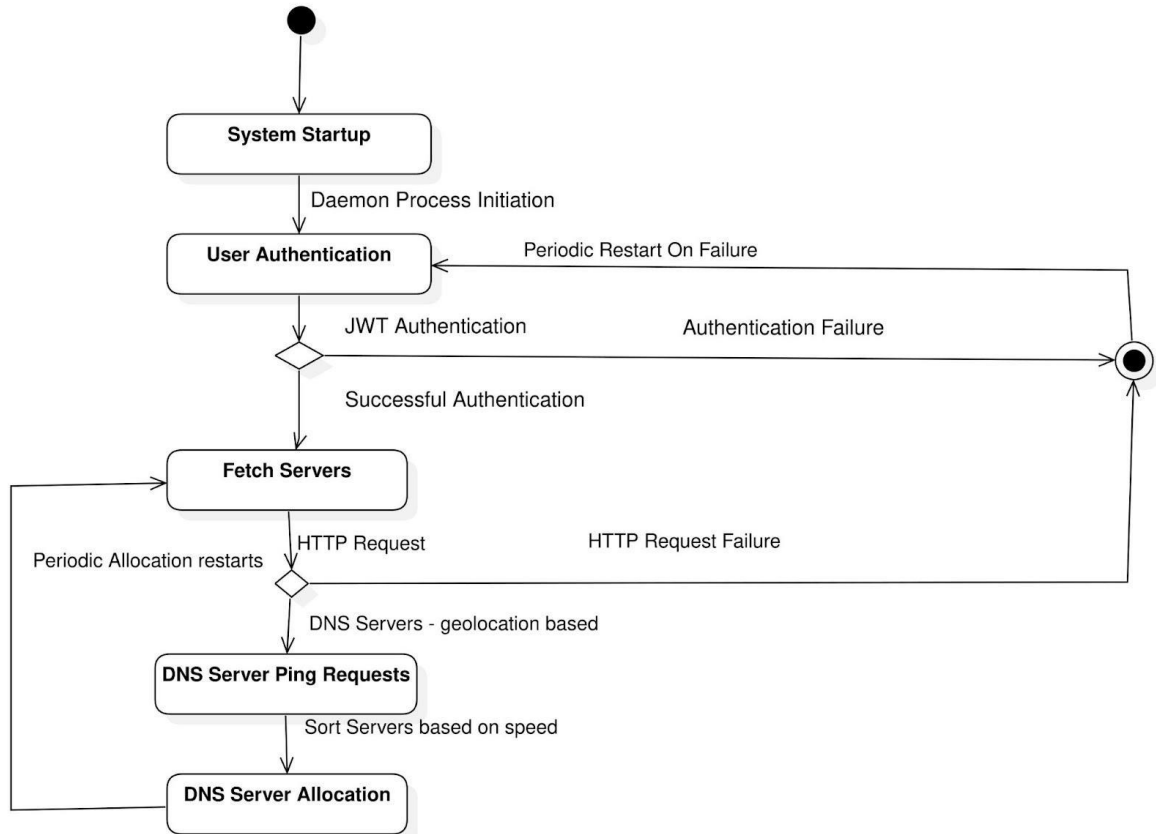 System Startup
Daemon Process Initiation
User Authentication
Periodic Restart On Failure
JWT Authentication
Authentication Failure
Successful Authentication
Fetch Servers
HTTP Request
HTTP Request Failure
Periodic Allocation restarts
DNS Servers - geolocation based
DNS Server Ping Requests
Sort Servers based on speed
DNS Server Allocation